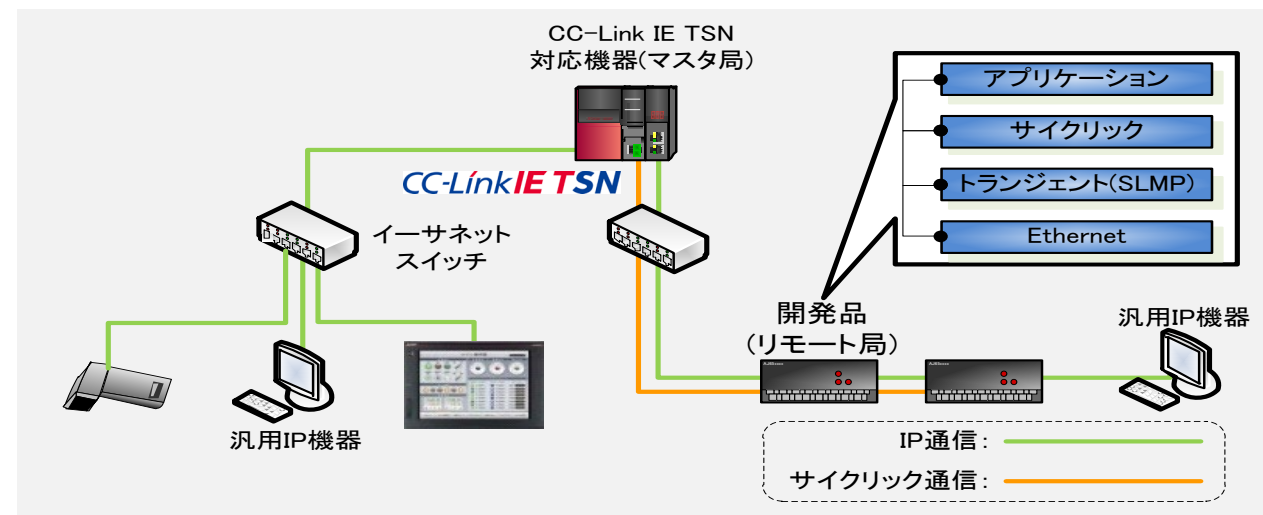 CC-Link IE TSN
対応機器(マスタ局)
アプリケーション
サイクリック
トランジェント(SLMP)
Ethernet
CC-Link IE TSN
イーサネット
スイッチ
開発品
(リモート局)
汎用IP機器
汎用IP機器
IP通信:
サイクリック通信: